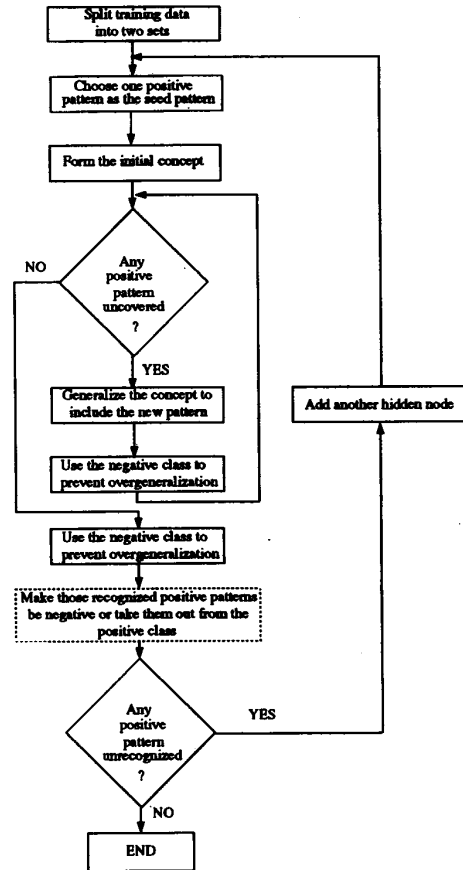 Split training data
into two sets
Choose one positive
pattern as the seed pattern
Form the initial concept
NO
Any
positive
pattern
uncovered
?
YES
Generalize the concept to
include the new pattern
Add another hidden node
Use the negative class to
prevent overgeneralization
Use the negative class to
prevent overgeneralization
Make those recognized positive patterns
be negative or take them out from the
positive class
Any
positive
pattern
unrecognized
?
YES
NO
END